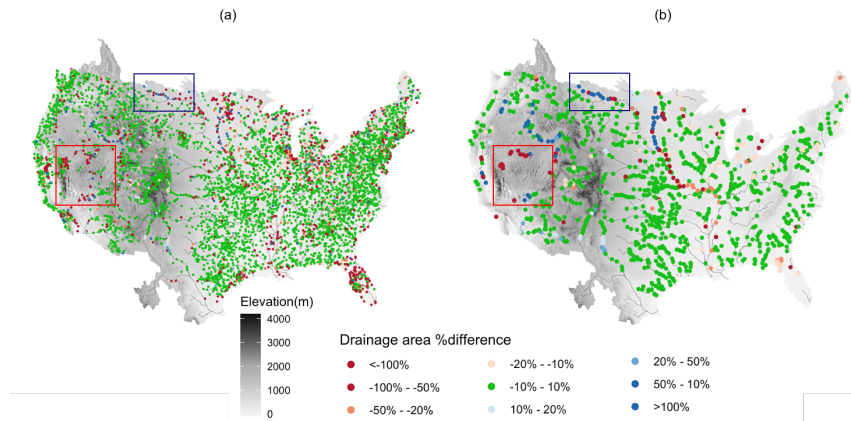 (a)
(b)
Elevation(m)
4000
3000
2000
1000
0
Drainage area %difference
<-100%
-100% - -50%
-50% - -20%
-20% - -10%
-10% - 10%
10% - 20%
20% - 50%
50% - 10%
>100%